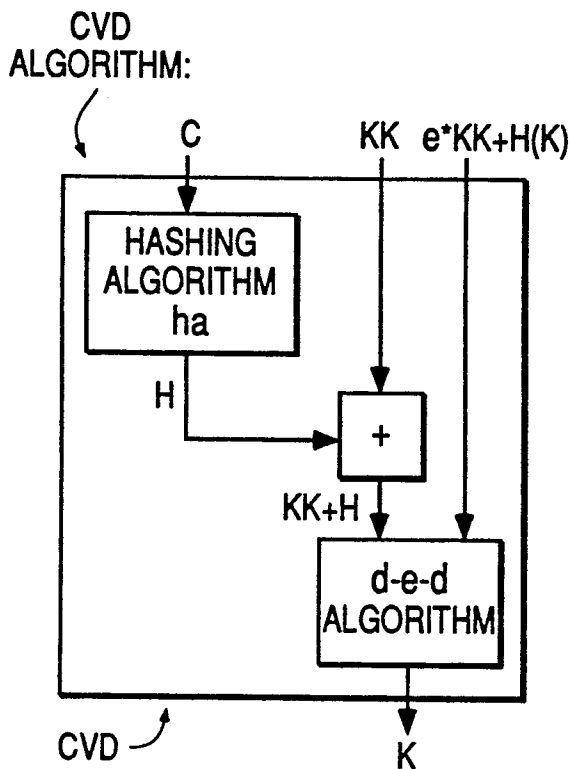 CVD
ALGORITHM:
C
KK
e*KK+H(K)
HASHING
ALGORITHM
ha
H
+
KK+H
d-e-d
ALGORITHM
CVD
K